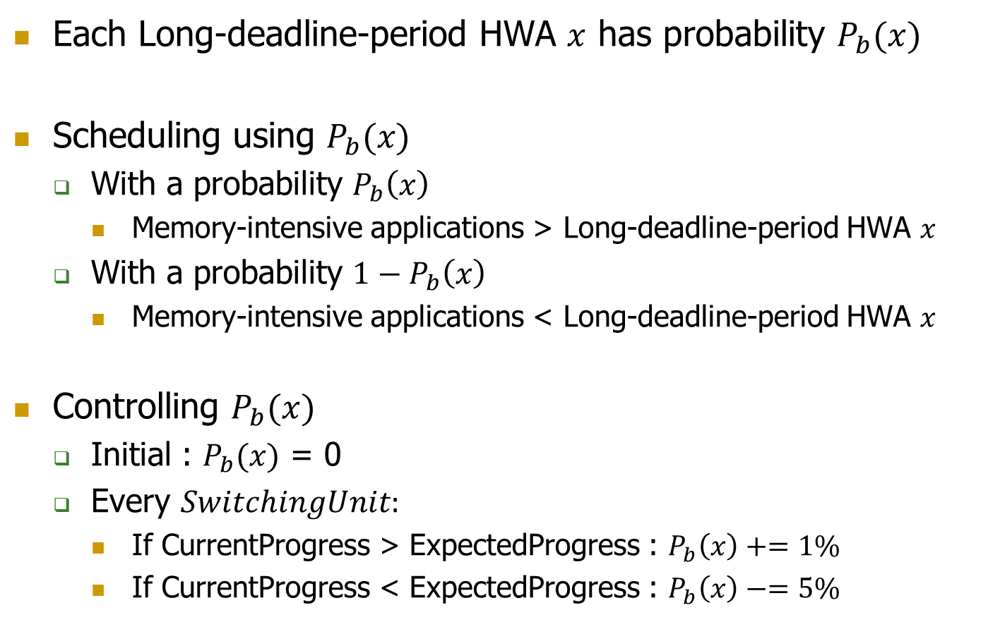 Each Long-deadline-period HWA x has probability P_b(x)
Scheduling using P_b(x)
With a probability P_b(x)
Memory-intensive applications > Long-deadline-period HWA x
With a probability 1 − P_b(x)
Memory-intensive applications < Long-deadline-period HWA x
Controlling P_b(x)
Initial : P_b(x) = 0
Every SwitchingUnit:
If CurrentProgress > ExpectedProgress : P_b(x) += 1%
If CurrentProgress < ExpectedProgress : P_b(x) −= 5%